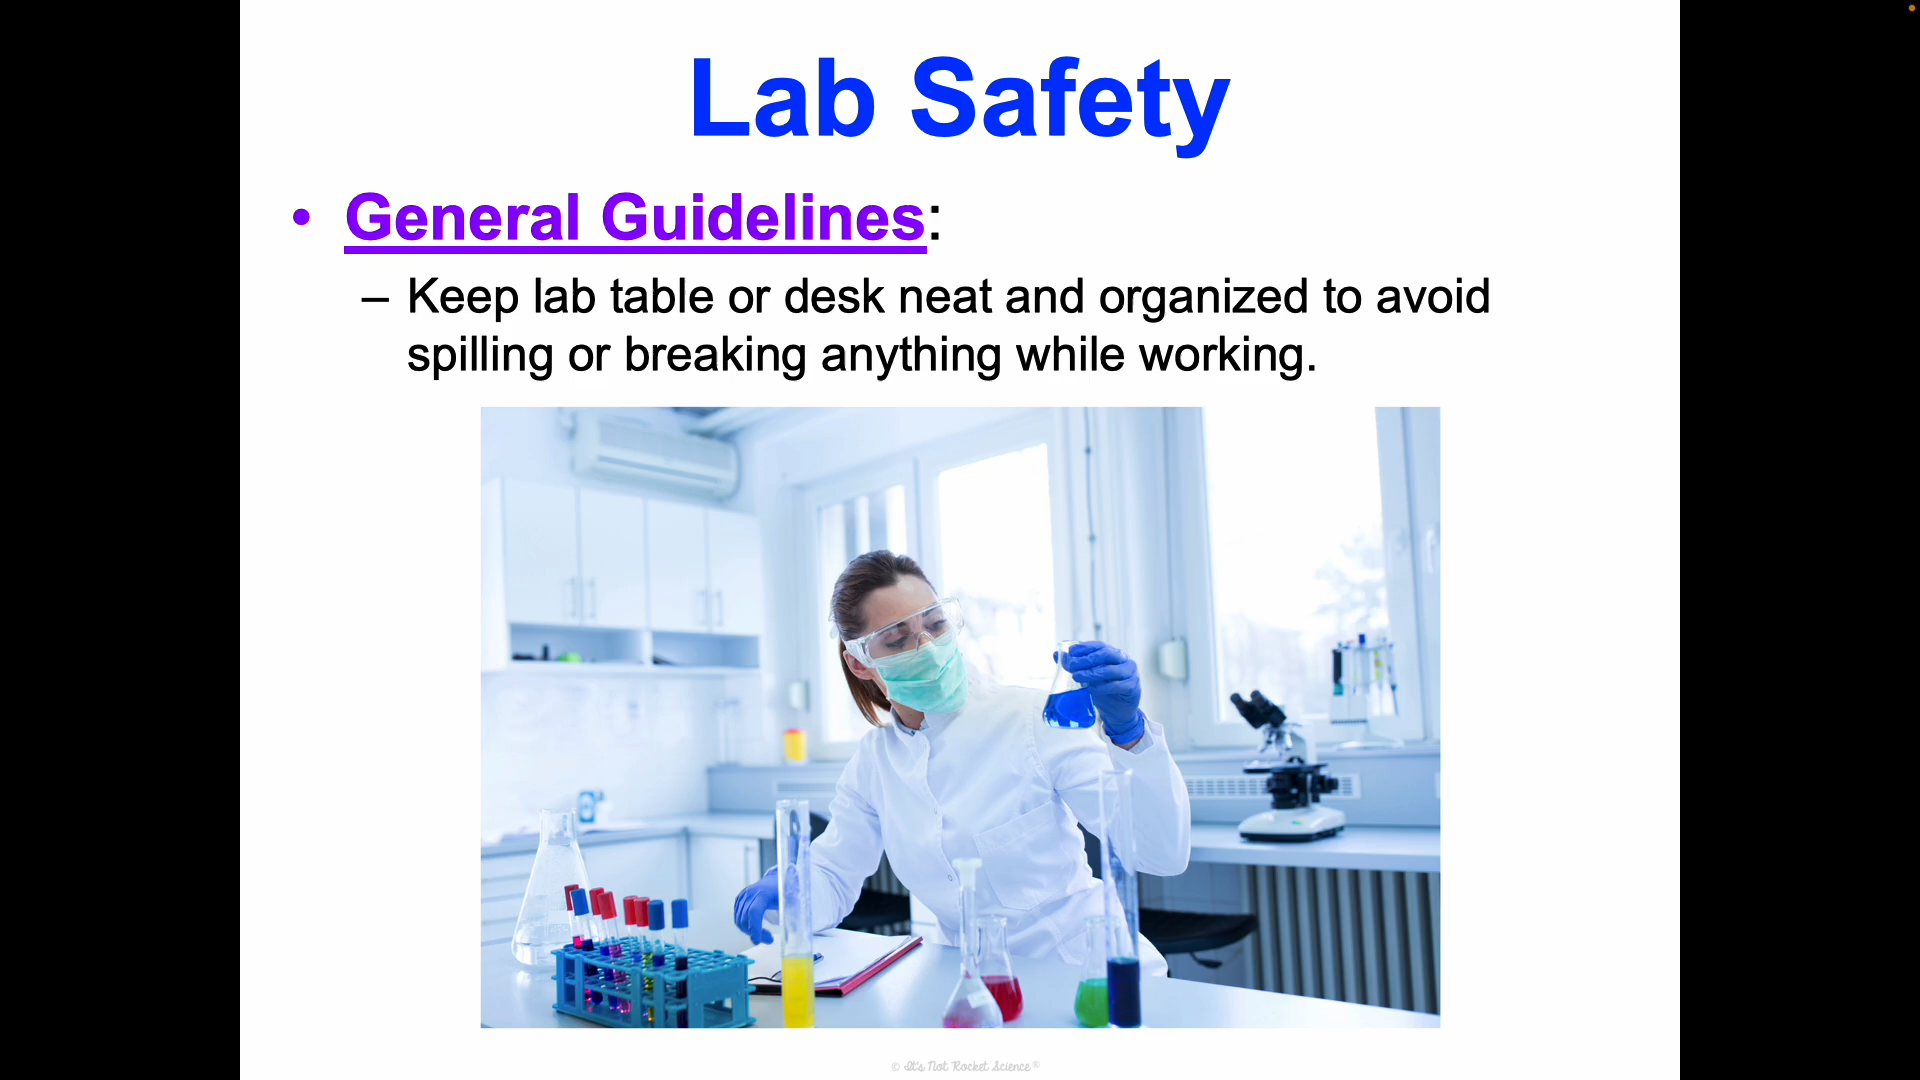 Lab Safety
• General Guidelines:
– Keep lab table or desk neat and organized to avoid
spilling or breaking anything while working.
© It's Not Rocket Science®